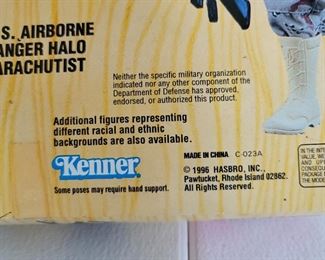 S. AIRBORNE
ANGER HALO
ARACHUTIST
Neither the specific military organization
indicated nor any other component of the
Department of Defense has approved,
endorsed, or authorized this product.
Additional figures representing
different racial and ethnic
backgrounds are also available.
Kenner
Some poses may require hand support.
MADE IN CHINA C-023A
© 1996 HASBRO, INC.,
Pawtucket, Rhode Island 02862.
All Rights Reserved.
IN THE INTE
VALUE, WE
AND UP
CONSEQUE
PACKAGE
THE MODE